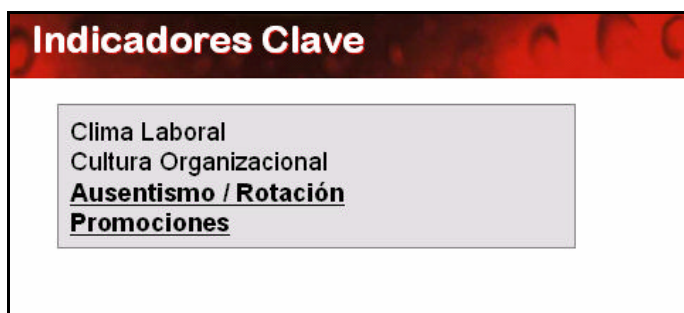 Indicadores Clave
Clima Laboral
Cultura Organizacional
Ausentismo / Rotación
Promociones